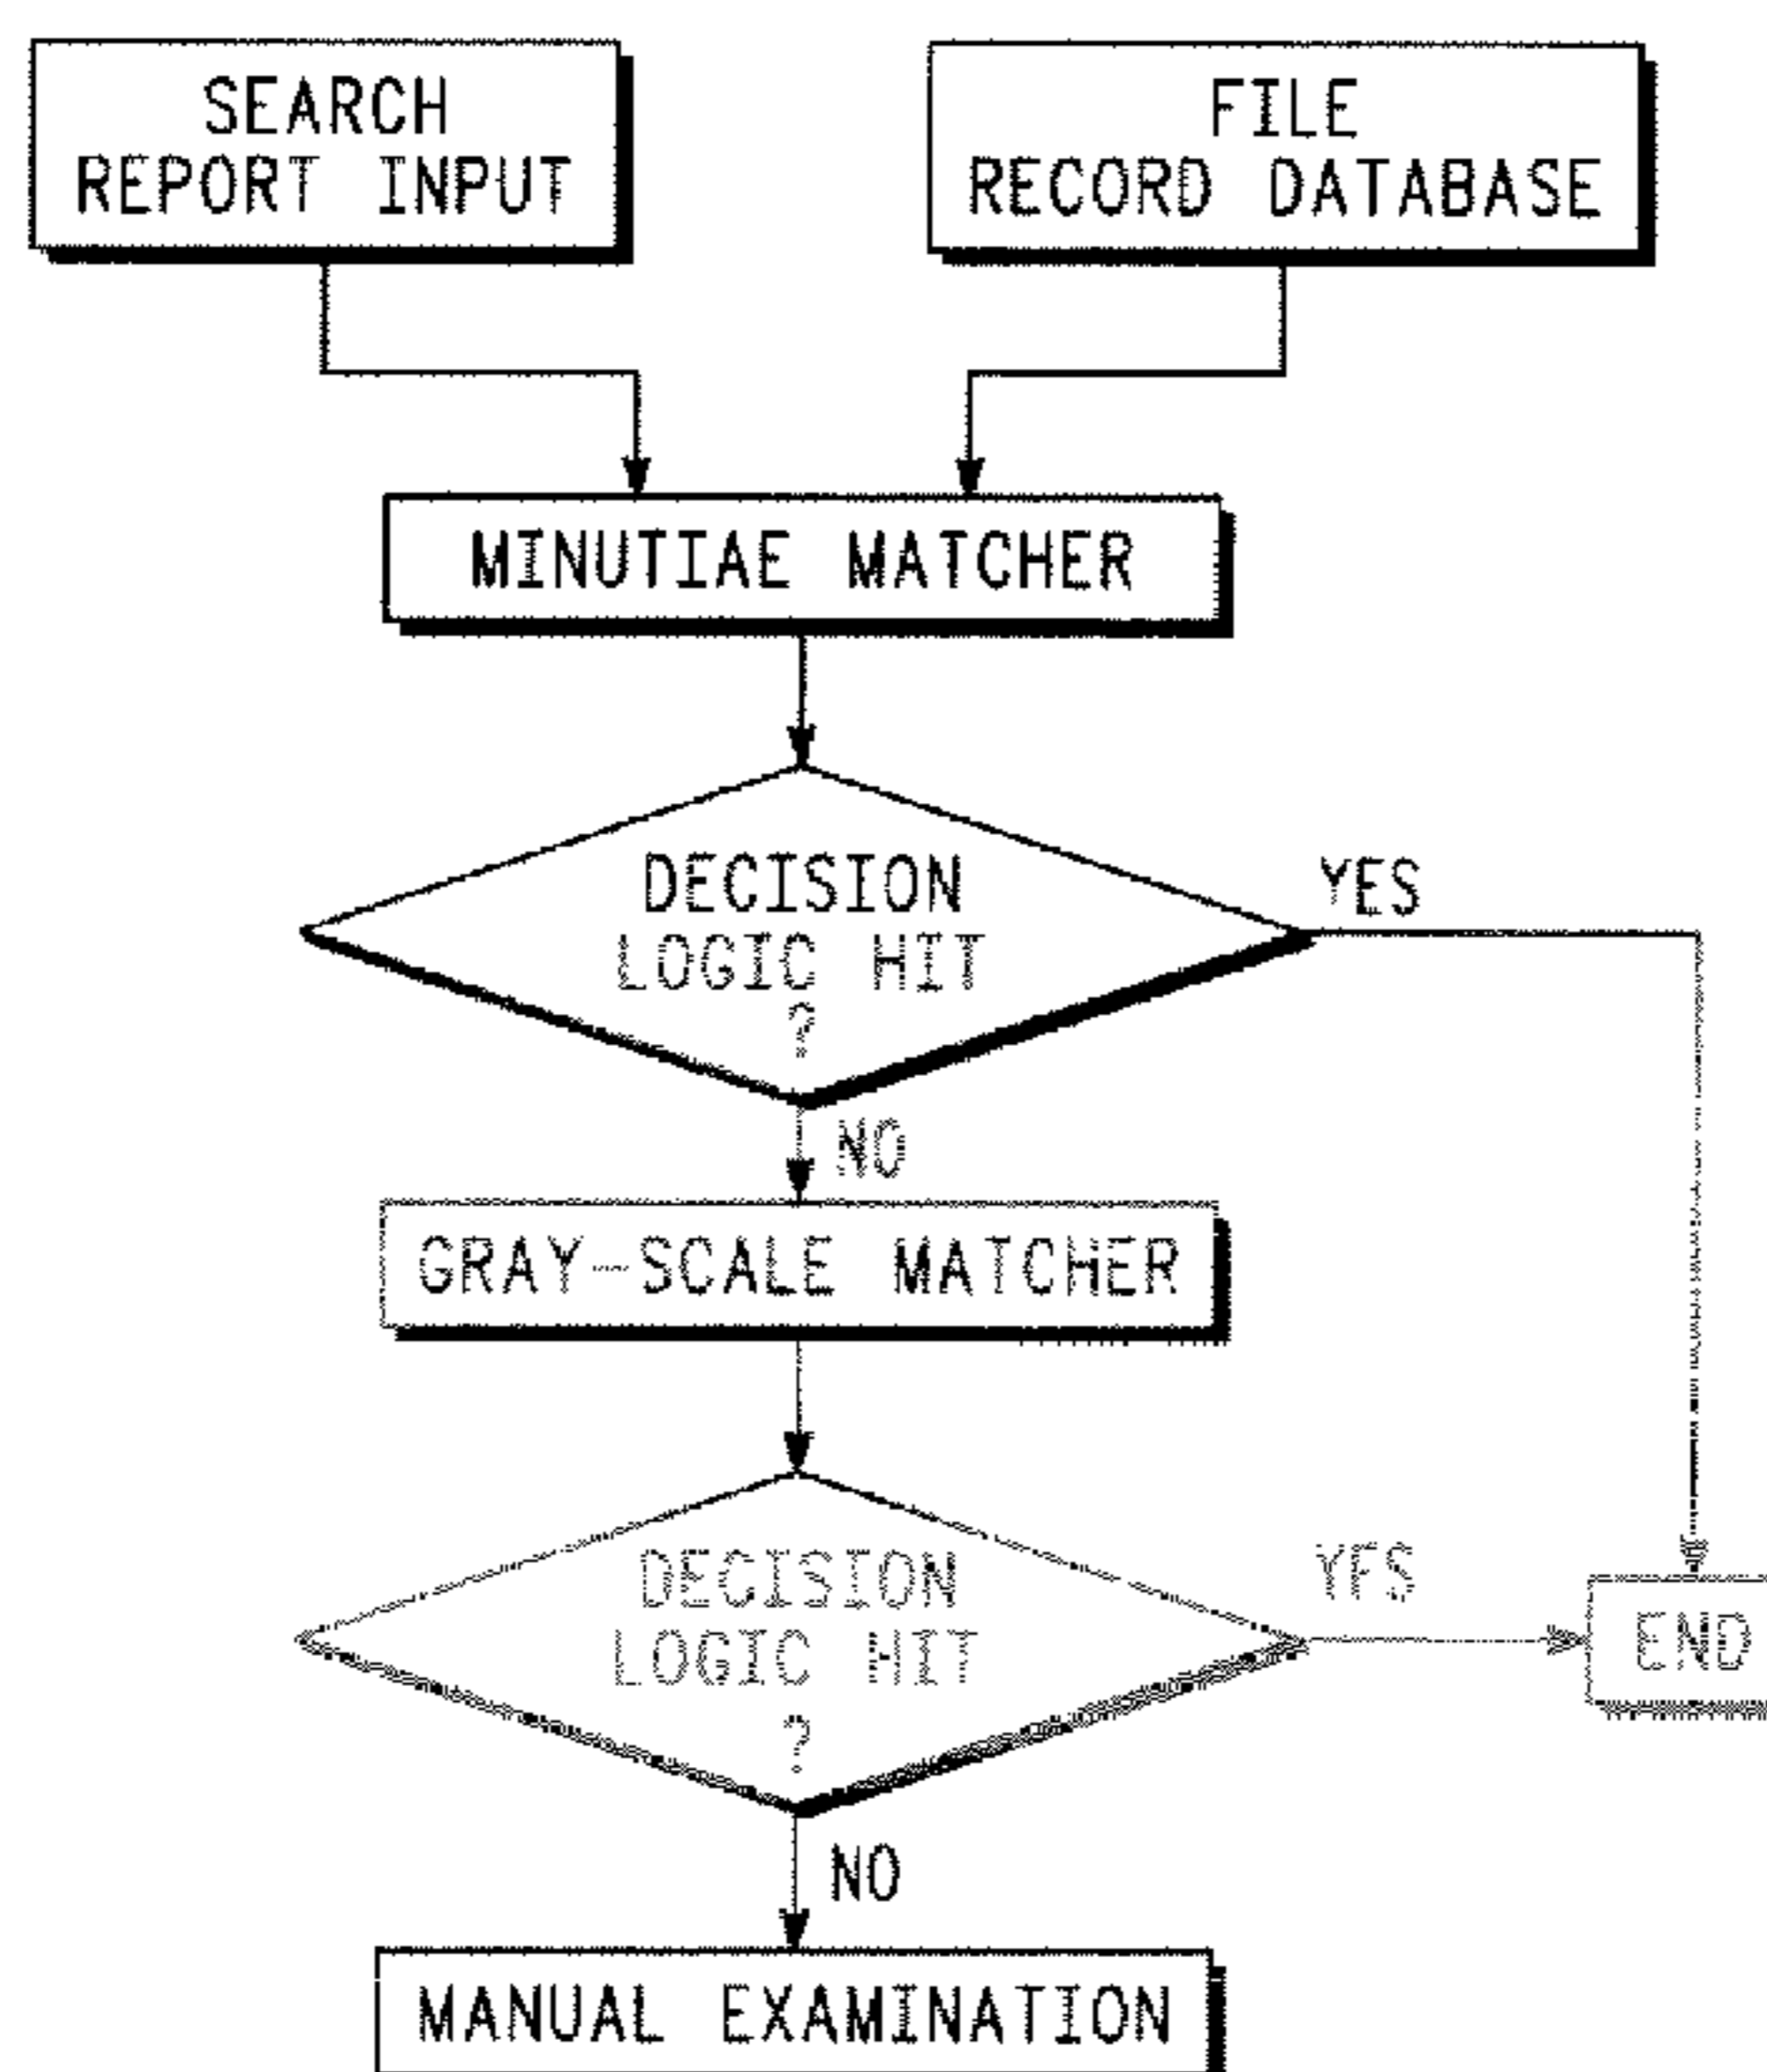 SEARCH
REPORT INPUT
FILE
RECORD DATABASE
MINUTIAE MATCHER
DECISION
LOGIC HIT
?
YES
NO
GRAY-SCALE MATCHER
DECISION
LOGIC HIT
?
YES
END
NO
MANUAL EXAMINATION